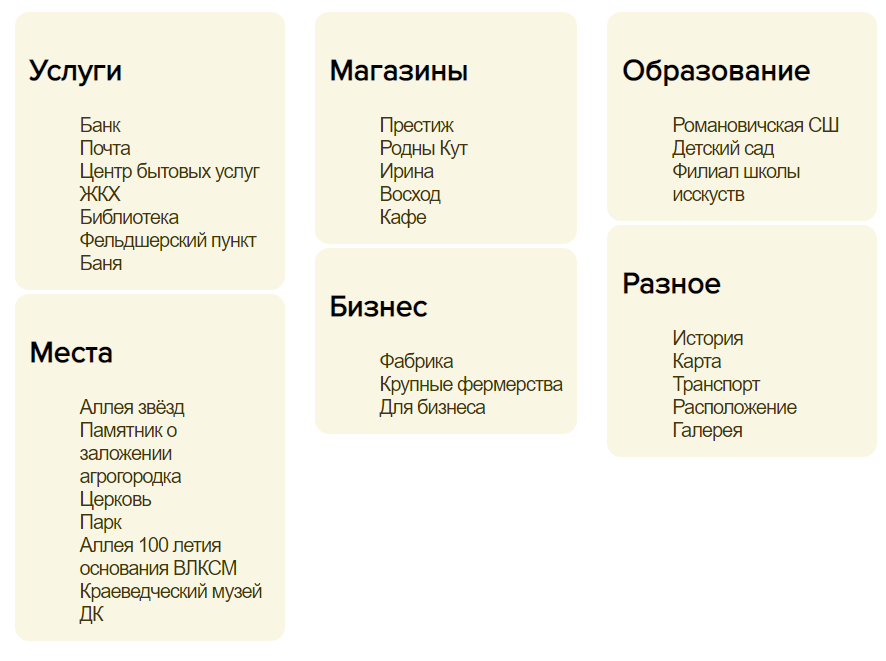 Услуги
Банк
Почта
Центр бытовых услуг
ЖКХ
Библиотека
Фельдшерский пункт
Баня
Места
Аллея звёзд
Памятник о
заложении
агрогородка
Церковь
Парк
Аллея 100 летия
основания ВЛКСМ
Краеведческий музей
ДК
Магазины
Престиж
Родны Кут
Ирина
Восход
Кафе
Бизнес
Фабрика
Крупные фермерства
Для бизнеса
Образование
Романовичская СШ
Детский сад
Филиал школы
исскуств
Разное
История
Карта
Транспорт
Расположение
Галерея